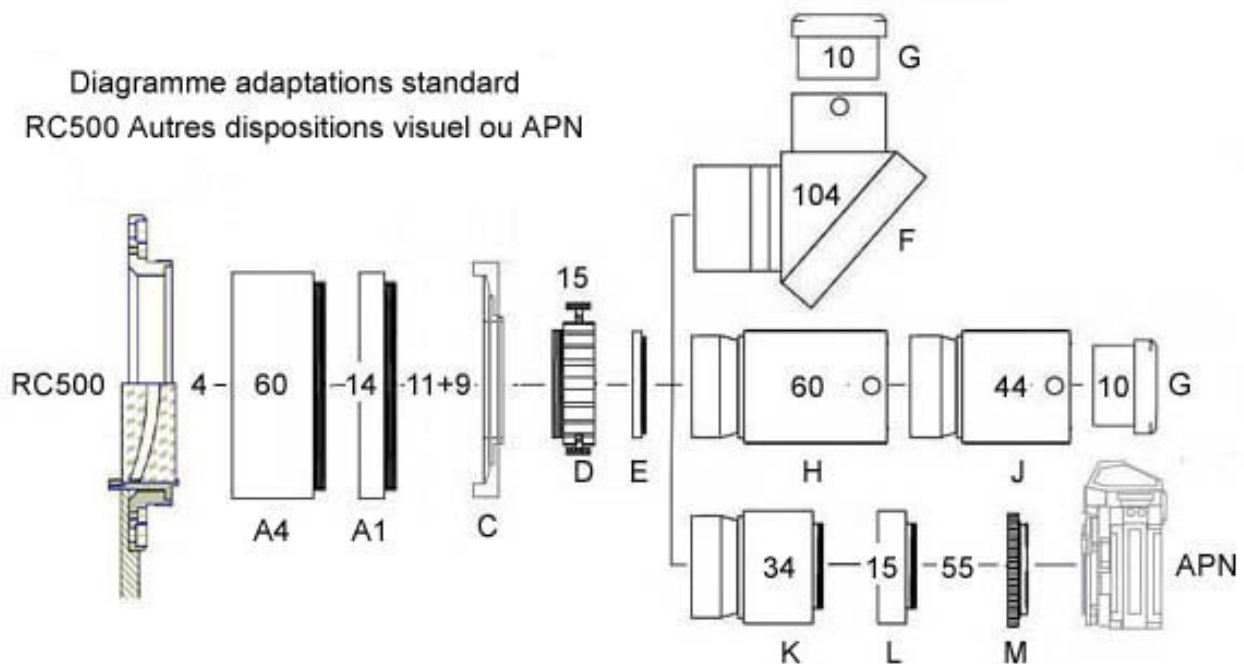 Diagramme adaptations standard
RC500 Autres dispositions visuel ou APN
10 G
104
F
15
RC500 4 60 14 11+9 60 44 10 G
A4 A1 C D E H J
34 15 55 APN
K L M